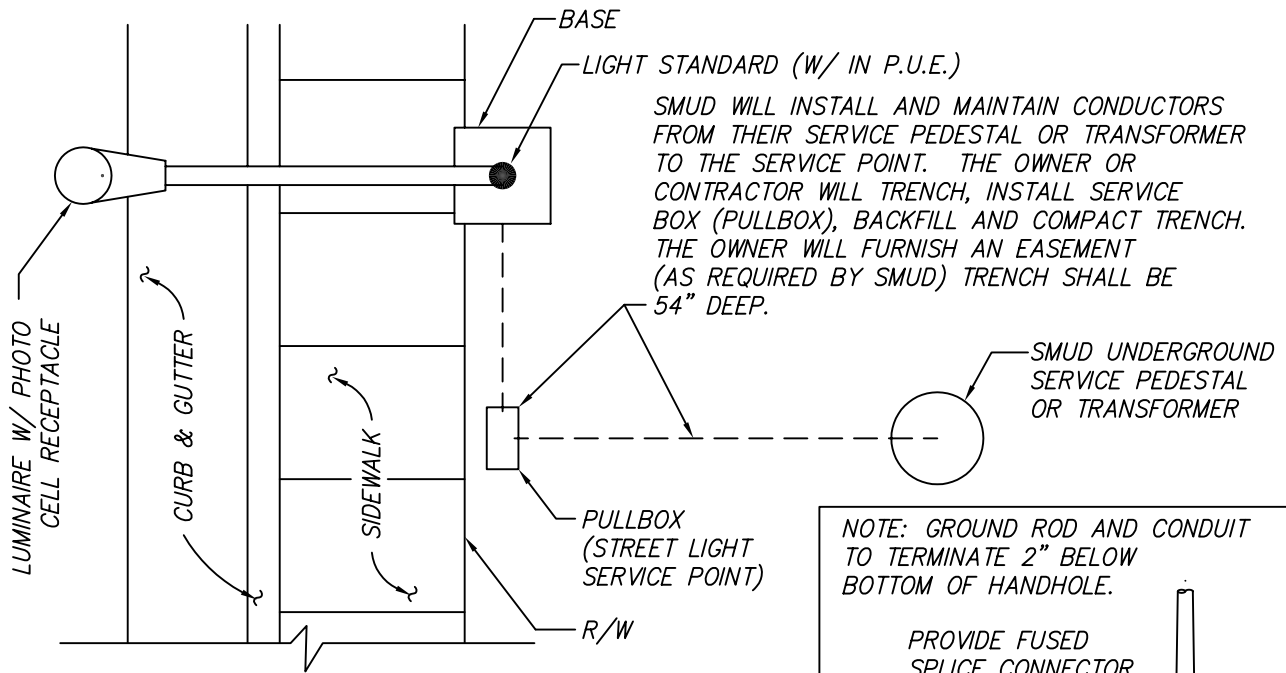 BASE
LIGHT STANDARD (W/ IN P.U.E.)
SMUD WILL INSTALL AND MAINTAIN CONDUCTORS
FROM THEIR SERVICE PEDESTAL OR TRANSFORMER
TO THE SERVICE POINT. THE OWNER OR
CONTRACTOR WILL TRENCH, INSTALL SERVICE
BOX (PULLBOX), BACKFILL AND COMPACT TRENCH.
THE OWNER WILL FURNISH AN EASEMENT
(AS REQUIRED BY SMUD) TRENCH SHALL BE
54" DEEP.
LUMINAIRE W/ PHOTO
CELL RECEPTACLE
CURB & GUTTER
SIDEWALK
SMUD UNDERGROUND
SERVICE PEDESTAL
OR TRANSFORMER
PULLBOX
(STREET LIGHT
SERVICE POINT)
R/W
NOTE: GROUND ROD AND CONDUIT
TO TERMINATE 2" BELOW
BOTTOM OF HANDHOLE.
PROVIDE FUSED
SPLICE CONNECTOR